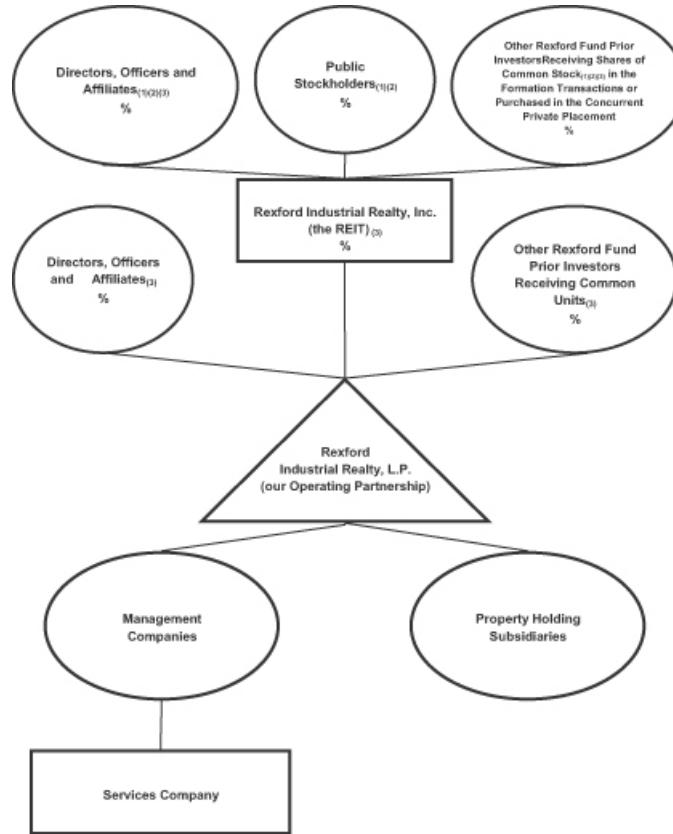 Directors, Officers and
Affiliates(1)(2)(3)
%
Public
Stockholders(1)(2)
%
Other Rexford Fund Prior
InvestorsReceiving Shares of
Common Stock(1)(2)(3) in the
Formation Transactions or
Purchased in the Concurrent
Private Placement
%
Rexford Industrial Realty, Inc.
(the REIT) (3)
%
Directors, Officers
and Affiliates(3)
%
Other Rexford Fund
Prior Investors
Receiving Common
Units(3)
%
Rexford
Industrial Realty, L.P.
(our Operating Partnership)
Management
Companies
Property Holding
Subsidiaries
Services Company